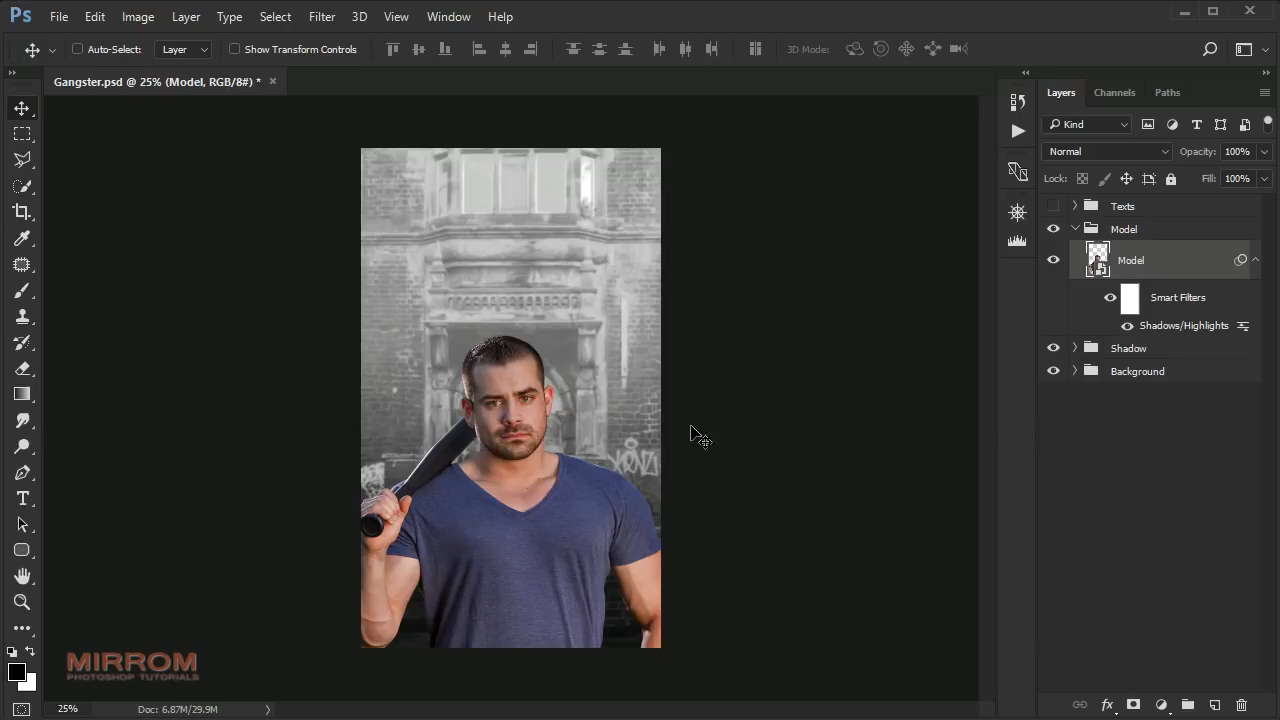 Ps File Edit Image Layer Type Select Filter 3D View Window Help
Auto-Select: Layer Show Transform Controls 3D Mode:
Gangster.psd @ 25% (Model, RGB/8#) * ×
Layers Channels Paths
Kind
Normal Opacity: 100%
Lock: Fill: 100%
Texts
Model
Model
Smart Filters
Shadows/Highlights
Shadow
Background
MIRROM
PHOTOSHOP TUTORIALS
25% Doc: 6.87M/29.9M